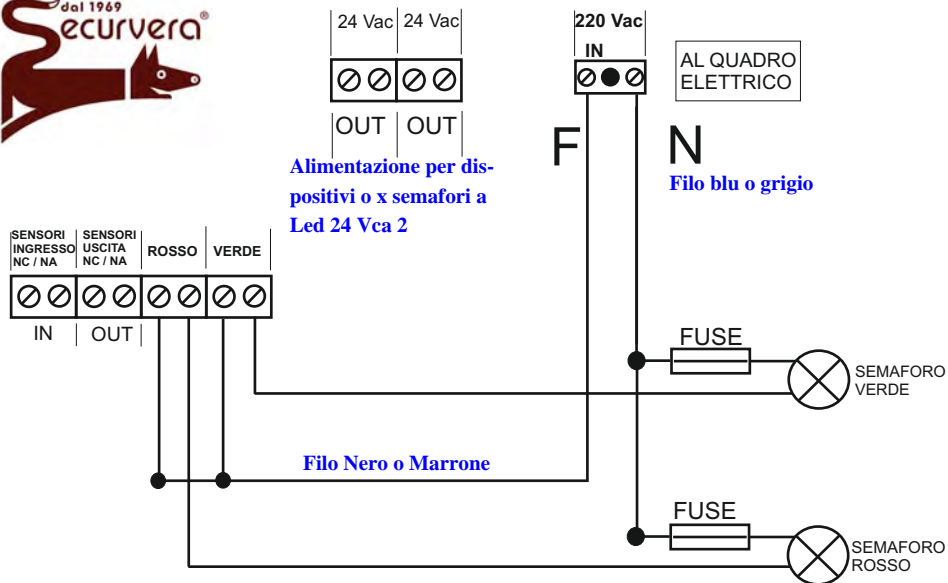 dal 1969
Securvera®
24 Vac 24 Vac
OUT OUT
Alimentazione per dis-
positivi o x semafori a
Led 24 Vca 2
220 Vac
IN
AL QUADRO
ELETTRICO
F N
Filo blu o grigio
SENSORI
INGRESSO
NC / NA
SENSORI
USCITA
NC / NA
ROSSO
VERDE
IN OUT
FUSE
SEMAFORO
VERDE
Filo Nero o Marrone
FUSE
SEMAFORO
ROSSO